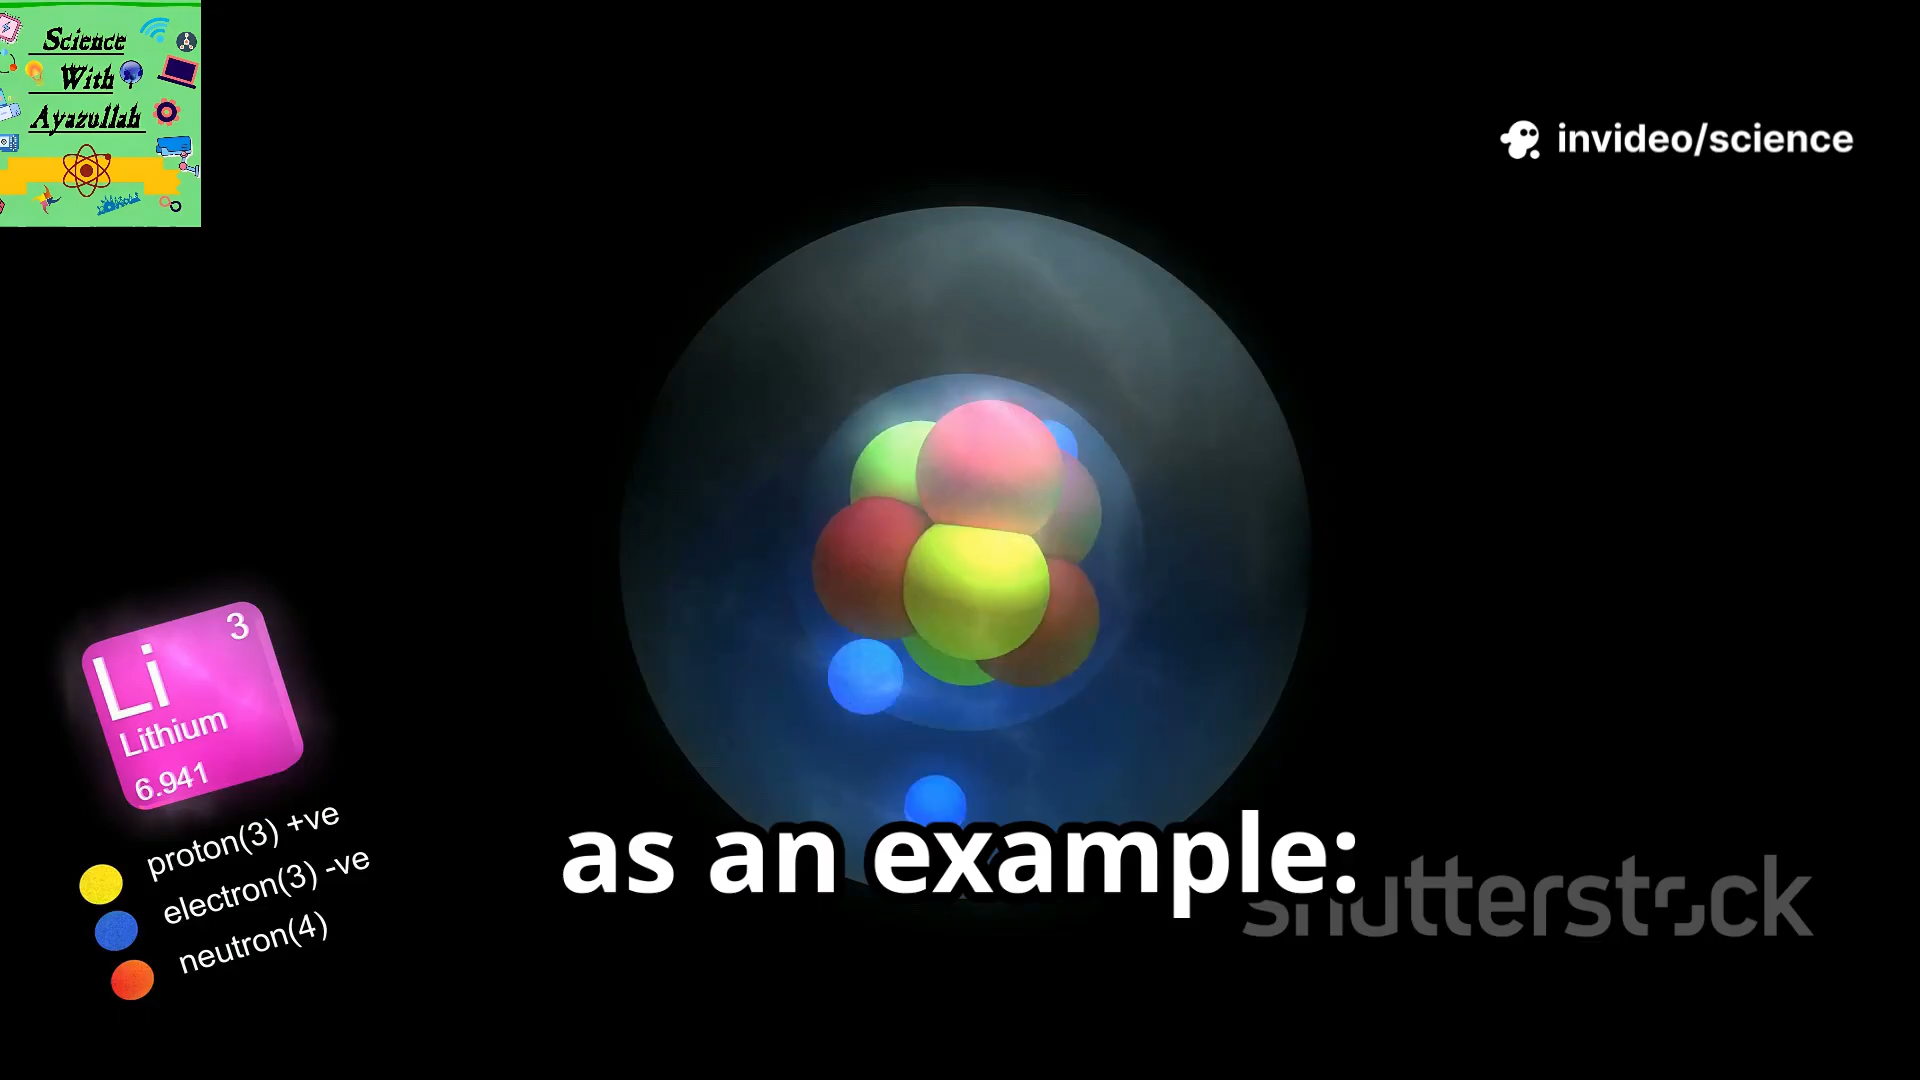 Science
With
Ayazullah
invideo/science
3
Li
Lithium
6.941
proton(3) +ve
electron(3) -ve
neutron(4)
as an example:
shutterstock